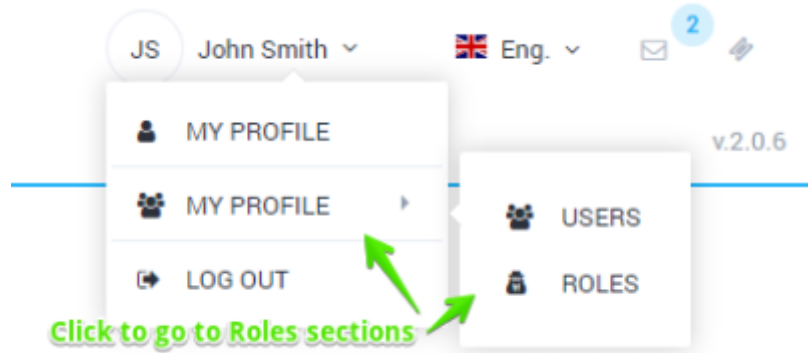 JS John Smith Eng. 2
MY PROFILE
v.2.0.6
MY PROFILE
USERS
LOG OUT
ROLES
Click to go to Roles sections